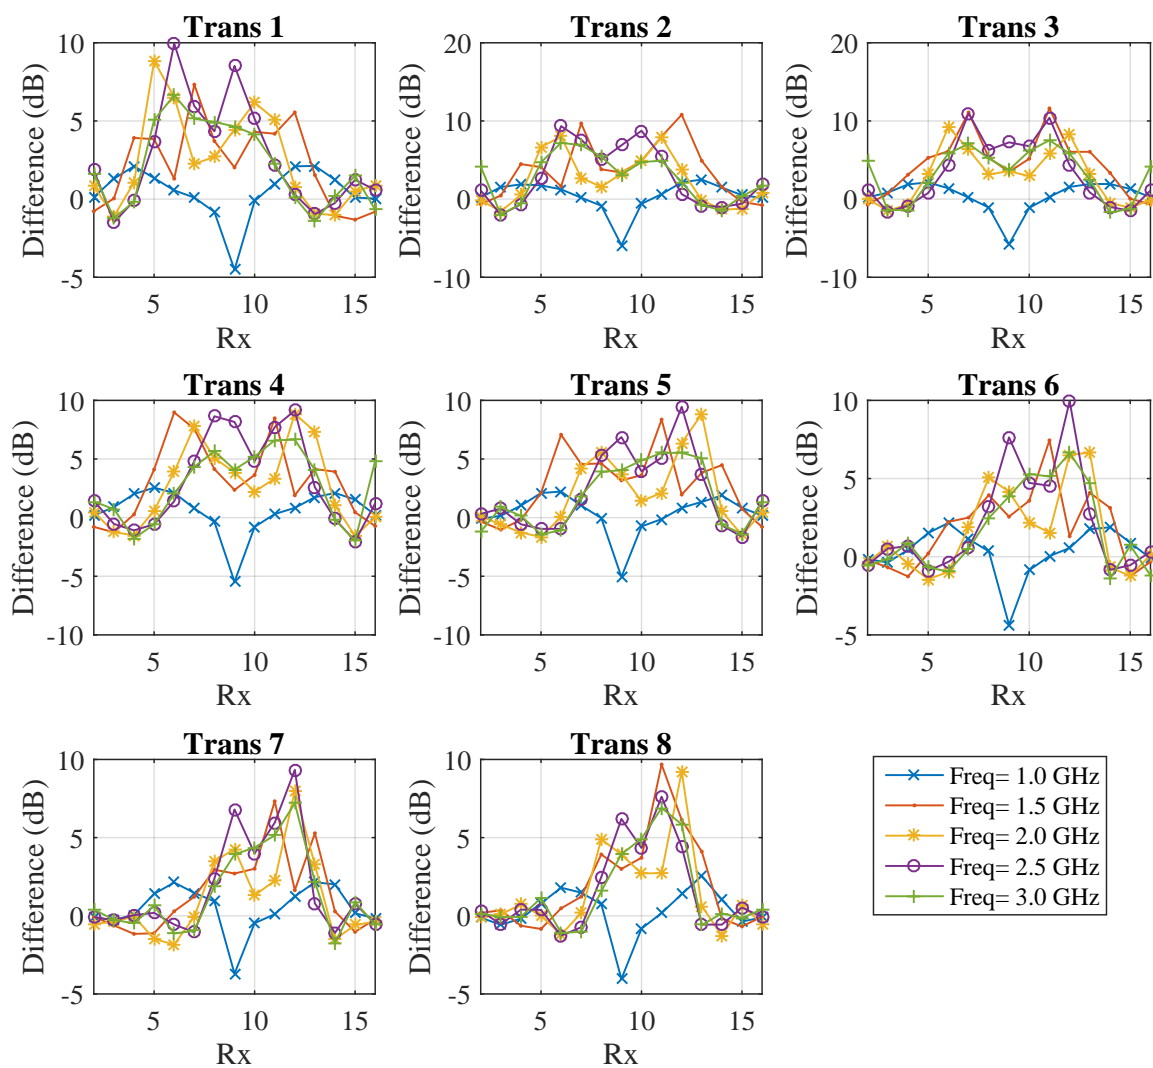 Trans 1
Difference (dB)
10
5
0
-5
5
10
15
Rx
Trans 2
Difference (dB)
20
10
0
-10
5
10
15
Rx
Trans 3
Difference (dB)
20
10
0
-10
5
10
15
Rx
Trans 4
Difference (dB)
10
5
0
-5
-10
5
10
15
Rx
Trans 5
Difference (dB)
10
5
0
-5
-10
5
10
15
Rx
Trans 6
Difference (dB)
10
5
0
-5
5
10
15
Rx
Trans 7
Difference (dB)
10
5
0
-5
5
10
15
Rx
Trans 8
Difference (dB)
10
5
0
-5
5
10
15
Rx
Freq= 1.0 GHz
Freq= 1.5 GHz
Freq= 2.0 GHz
Freq= 2.5 GHz
Freq= 3.0 GHz